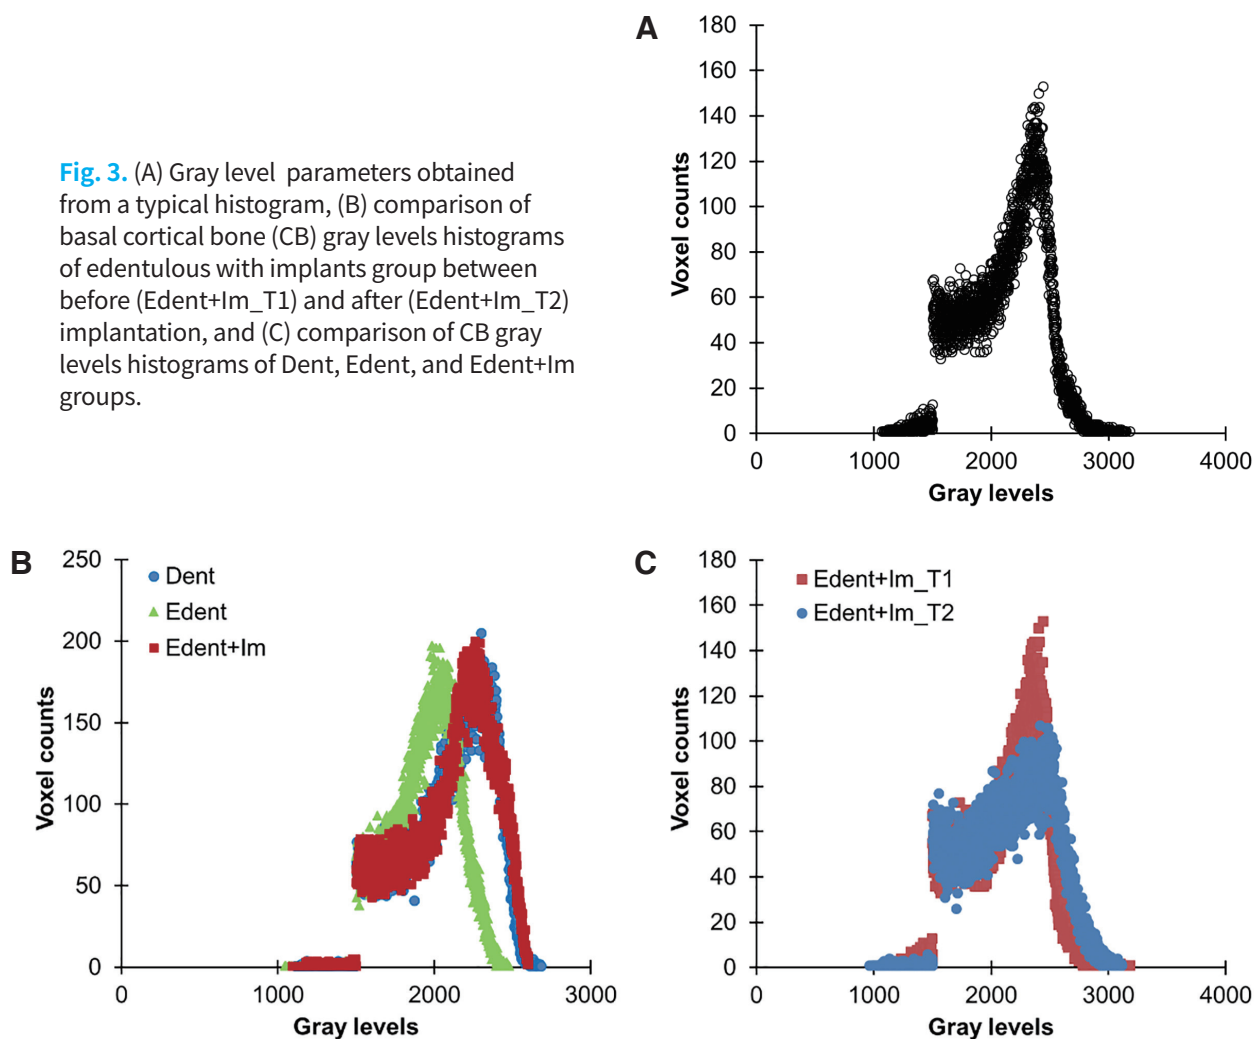 Fig. 3. (A) Gray level parameters obtained
from a typical histogram, (B) comparison of
basal cortical bone (CB) gray levels histograms
of edentulous with implants group between
before (Edent+Im_T1) and after (Edent+Im_T2)
implantation, and (C) comparison of CB gray
levels histograms of Dent, Edent, and Edent+Im
groups.
A
180
160
140
120
100
80
60
40
20
0
Voxel counts
0 1000 2000 3000 4000
Gray levels
B
250
200
150
100
50
0
Voxel counts
Dent
Edent
Edent+Im
0 1000 2000 3000
Gray levels
C
180
160
140
120
100
80
60
40
20
0
Voxel counts
Edent+Im_T1
Edent+Im_T2
0 1000 2000 3000 4000
Gray levels